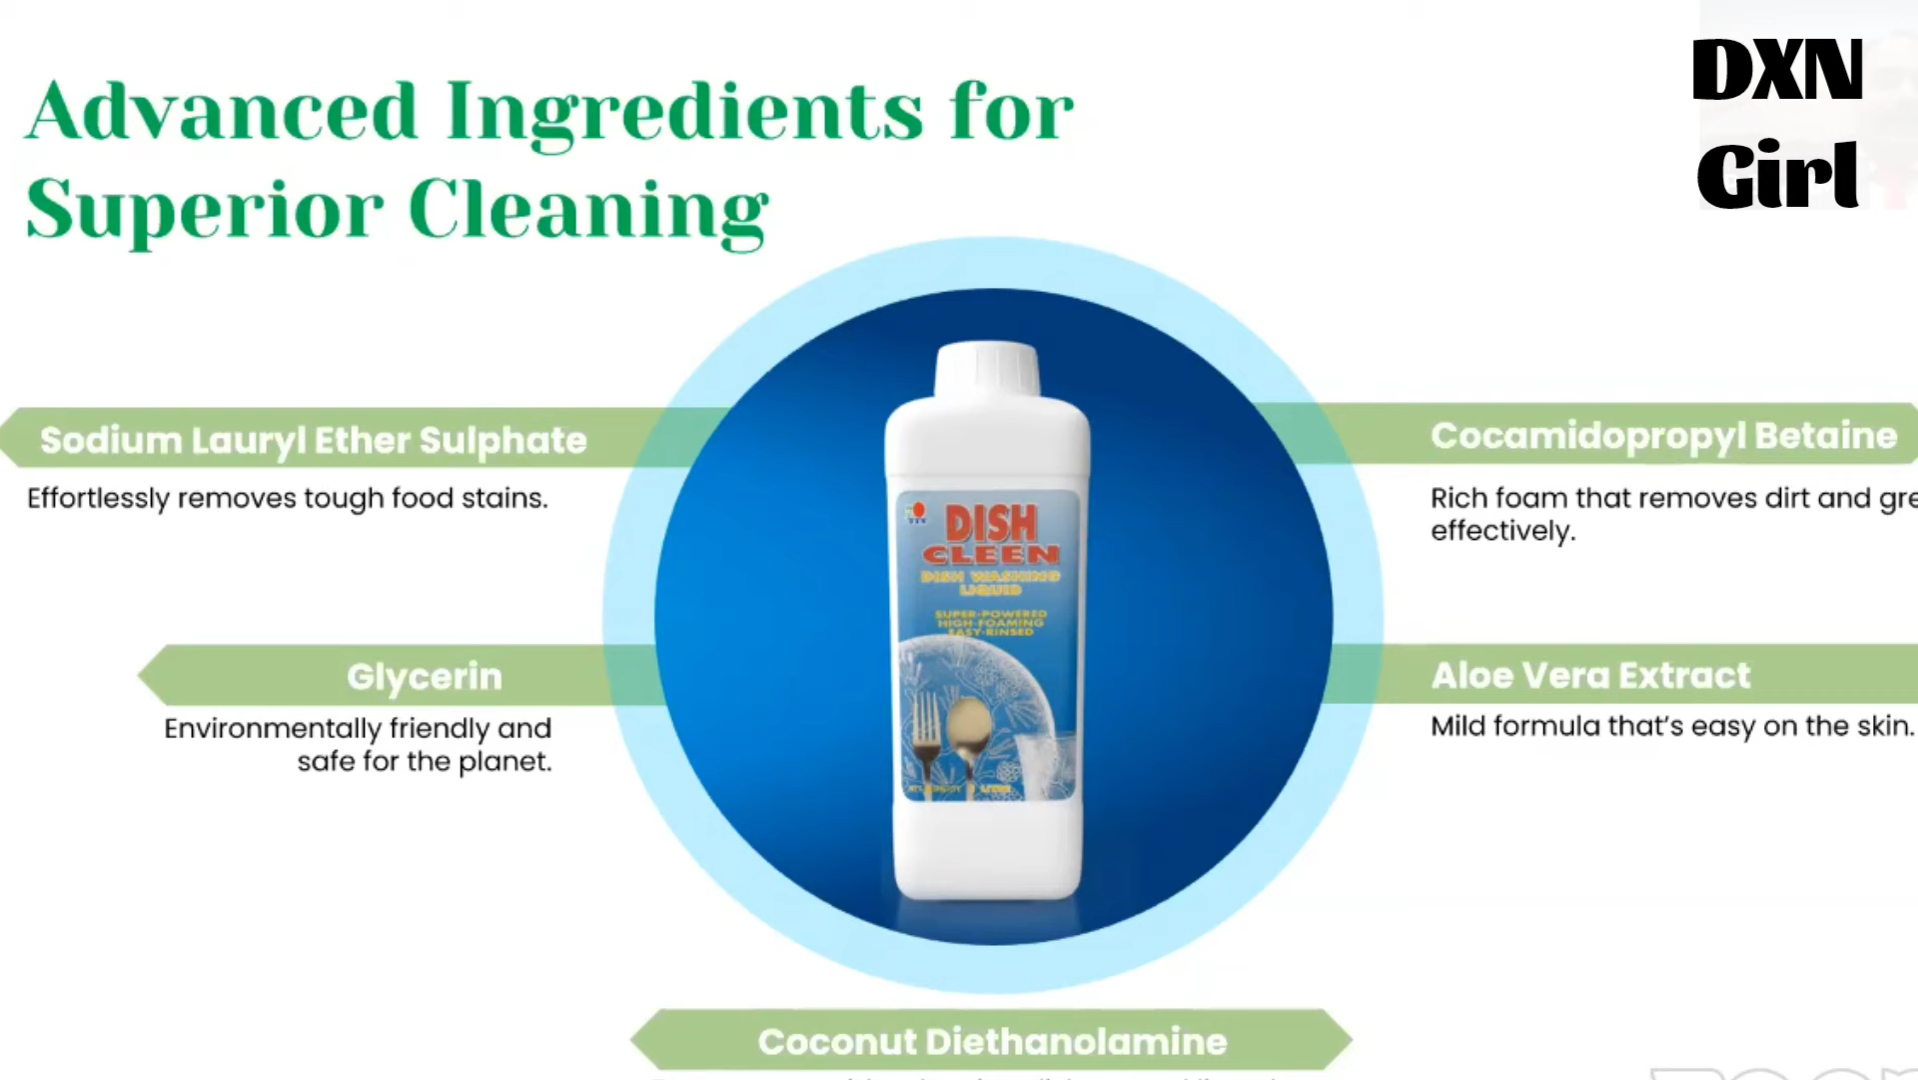 Advanced Ingredients for
Superior Cleaning
DXN
Girl
Sodium Lauryl Ether Sulphate
Effortlessly removes tough food stains.
Glycerin
Environmentally friendly and
safe for the planet.
Cocamidopropyl Betaine
Rich foam that removes dirt and gre
effectively.
Aloe Vera Extract
Mild formula that's easy on the skin.
DXN
DISH
CLEEN
DISH WASHING
LIQUID
SUPER-POWERED
HIGH-FOAMING
EASY-RINSED
Coconut Diethanolamine